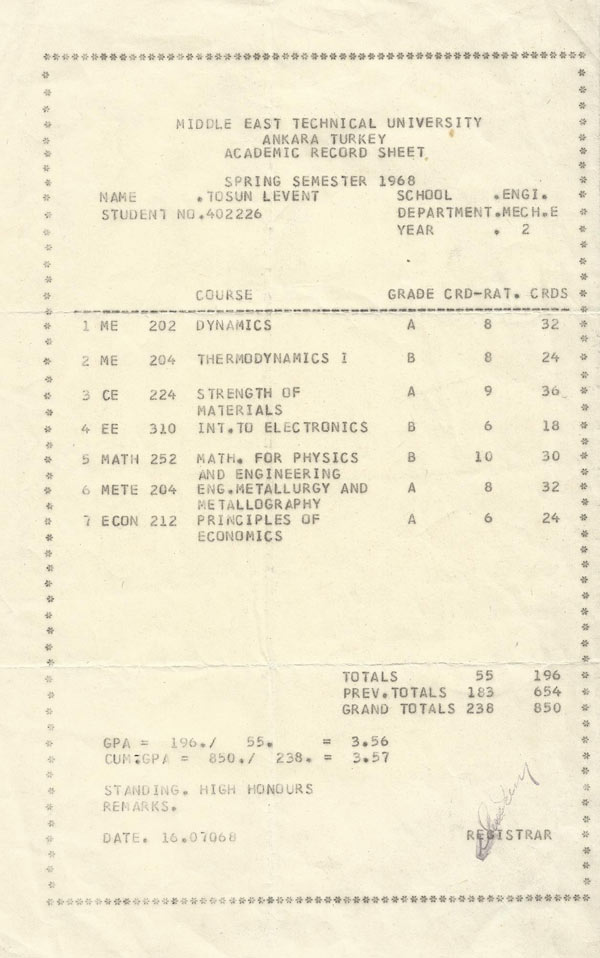 MIDDLE EAST TECHNICAL UNIVERSITY
ANKARA TURKEY
ACADEMIC RECORD SHEET
SPRING SEMESTER 1968
NAME .TOSUN LEVENT SCHOOL .ENGI.
STUDENT NO.402226 DEPARTMENT.MECH.E
YEAR . 2
COURSE GRADE CRD-RAT. CRDS
1 ME 202 DYNAMICS A 8 32
2 ME 204 THERMODYNAMICS I B 8 24
3 CE 224 STRENGTH OF A 9 36
MATERIALS
4 EE 310 INT.TO ELECTRONICS B 6 18
5 MATH 252 MATH. FOR PHYSICS B 10 30
AND ENGINEERING
6 METE 204 ENG.METALLURGY AND A 8 32
METALLOGRAPHY
7 ECON 212 PRINCIPLES OF A 6 24
ECONOMICS
TOTALS 55 196
PREV.TOTALS 183 654
GRAND TOTALS 238 850
GPA = 196./ 55. = 3.56
CUM.GPA = 850./ 238. = 3.57
STANDING. HIGH HONOURS
REMARKS.
DATE. 16.07068 REGISTRAR